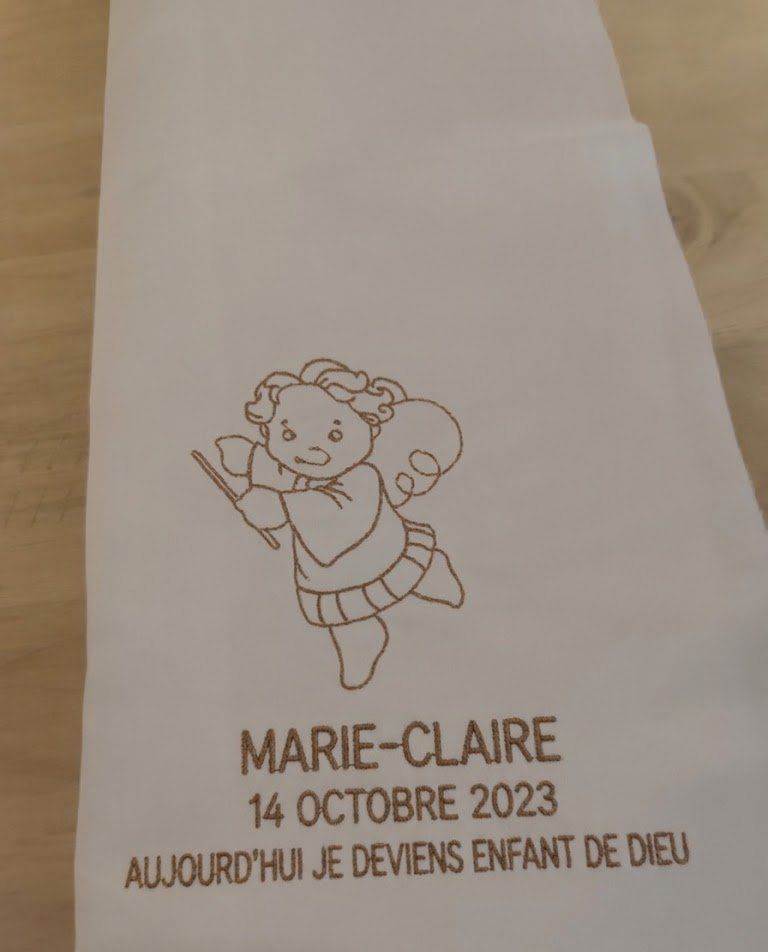 MARIE-CLAIRE
14 OCTOBRE 2023
AUJOURD'HUI JE DEVIENS ENFANT DE DIEU